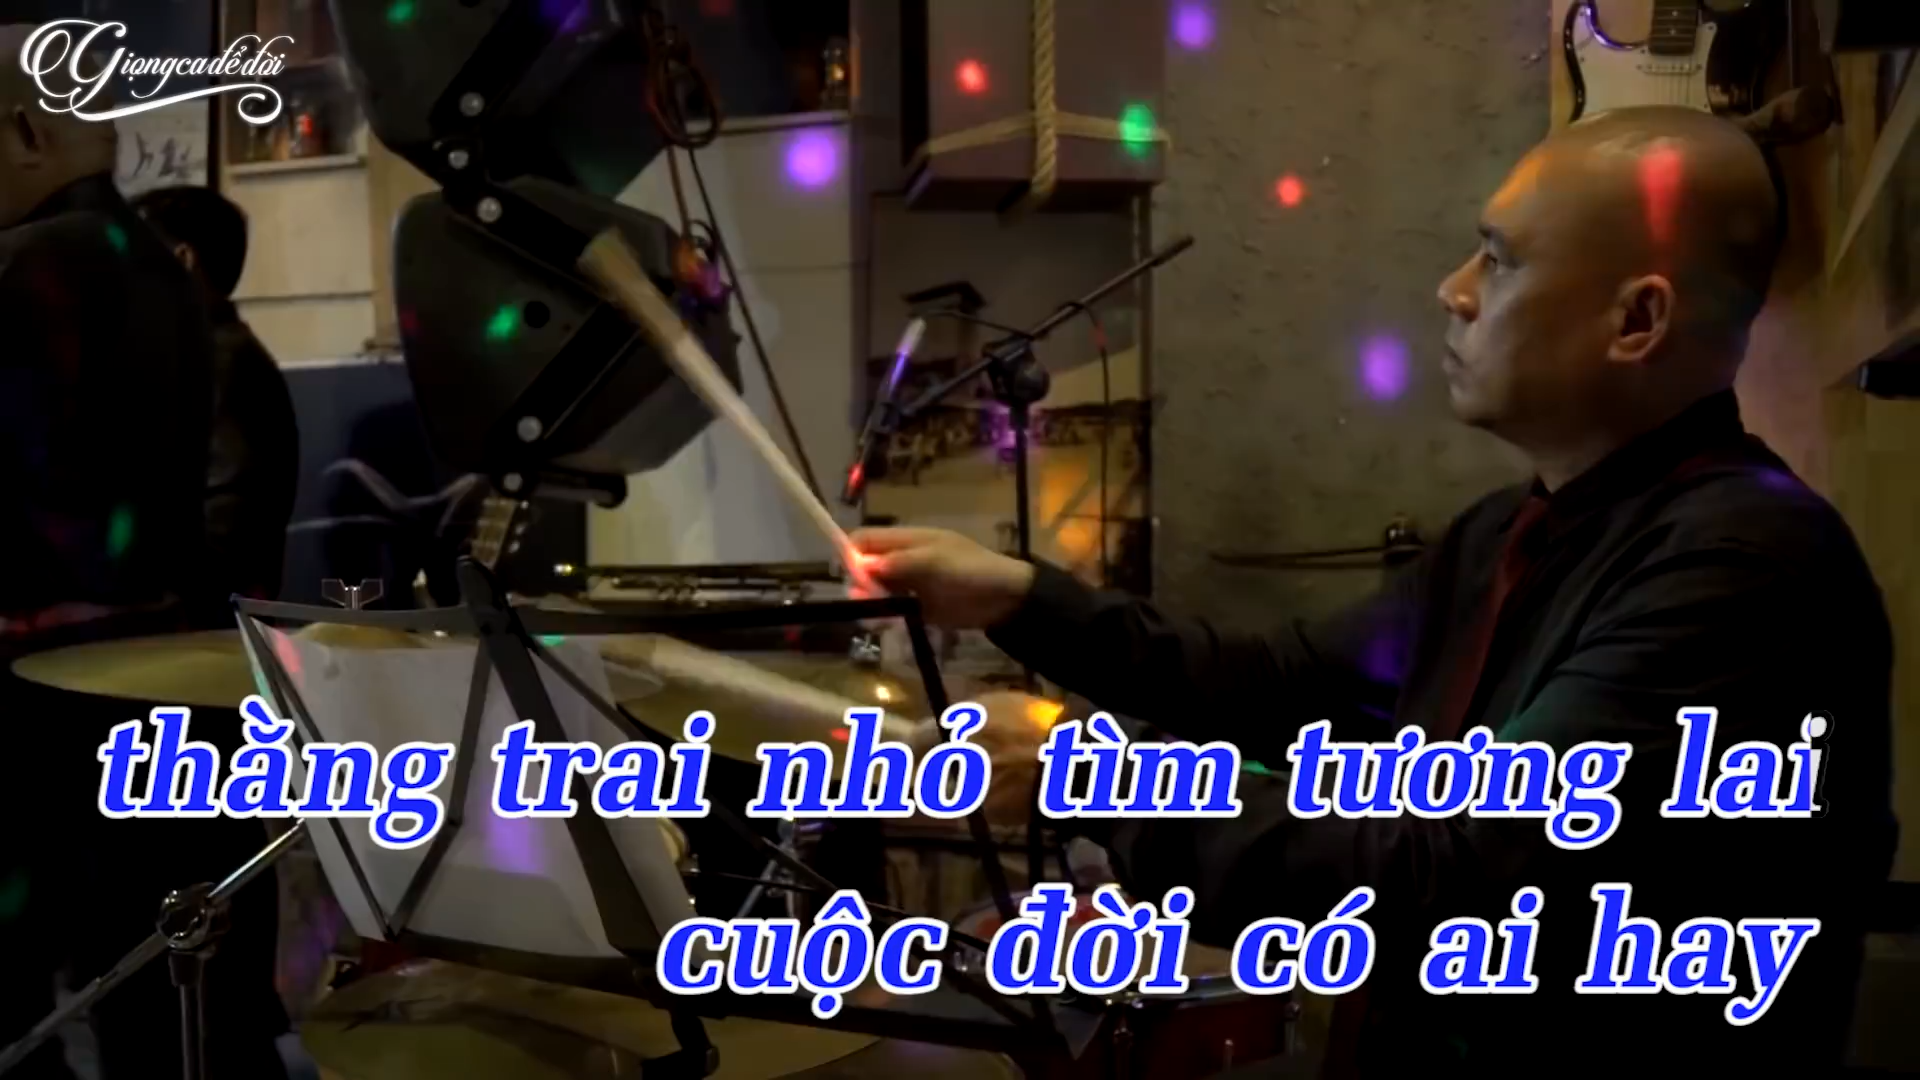 Giọngcađểđời
thằng trai nhỏ tìm tương lai
cuộc đời có ai hay